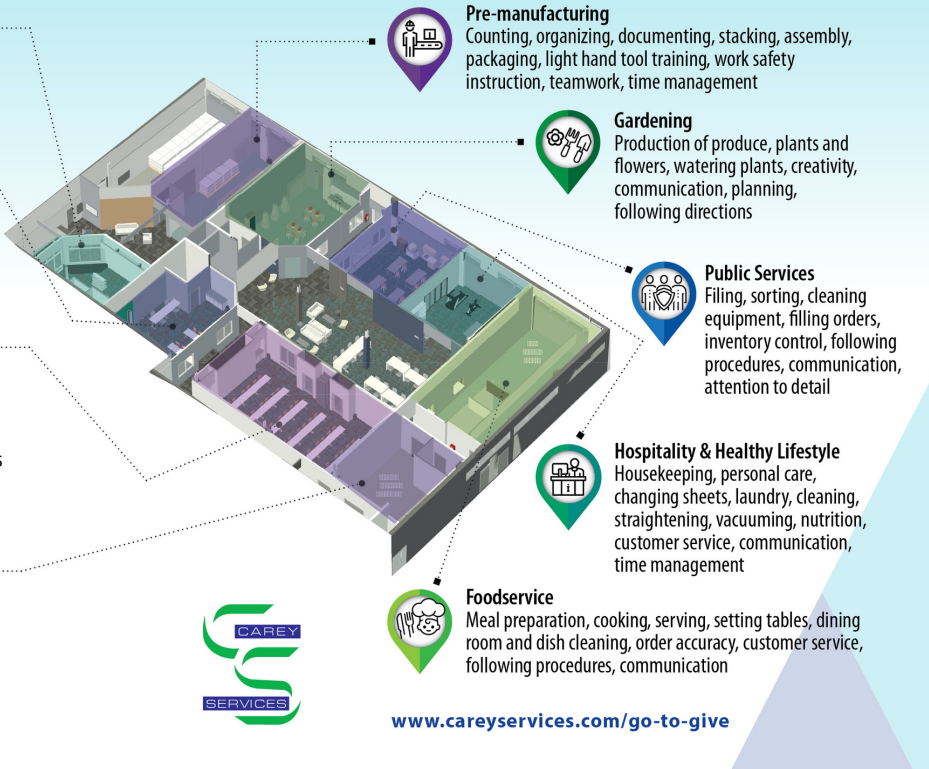 Pre-manufacturing
Counting, organizing, documenting, stacking, assembly,
packaging, light hand tool training, work safety
instruction, teamwork, time management
Gardening
Production of produce, plants and
flowers, watering plants, creativity,
communication, planning,
following directions
Public Services
Filing, sorting, cleaning
equipment, filling orders,
inventory control, following
procedures, communication,
attention to detail
s
Hospitality & Healthy Lifestyle
Housekeeping, personal care,
changing sheets, laundry, cleaning,
straightening, vacuuming, nutrition,
customer service, communication,
time management
Foodservice
Meal preparation, cooking, serving, setting tables, dining
room and dish cleaning, order accuracy, customer service,
following procedures, communication
CAREY
SERVICES
www.careyservices.com/go-to-give